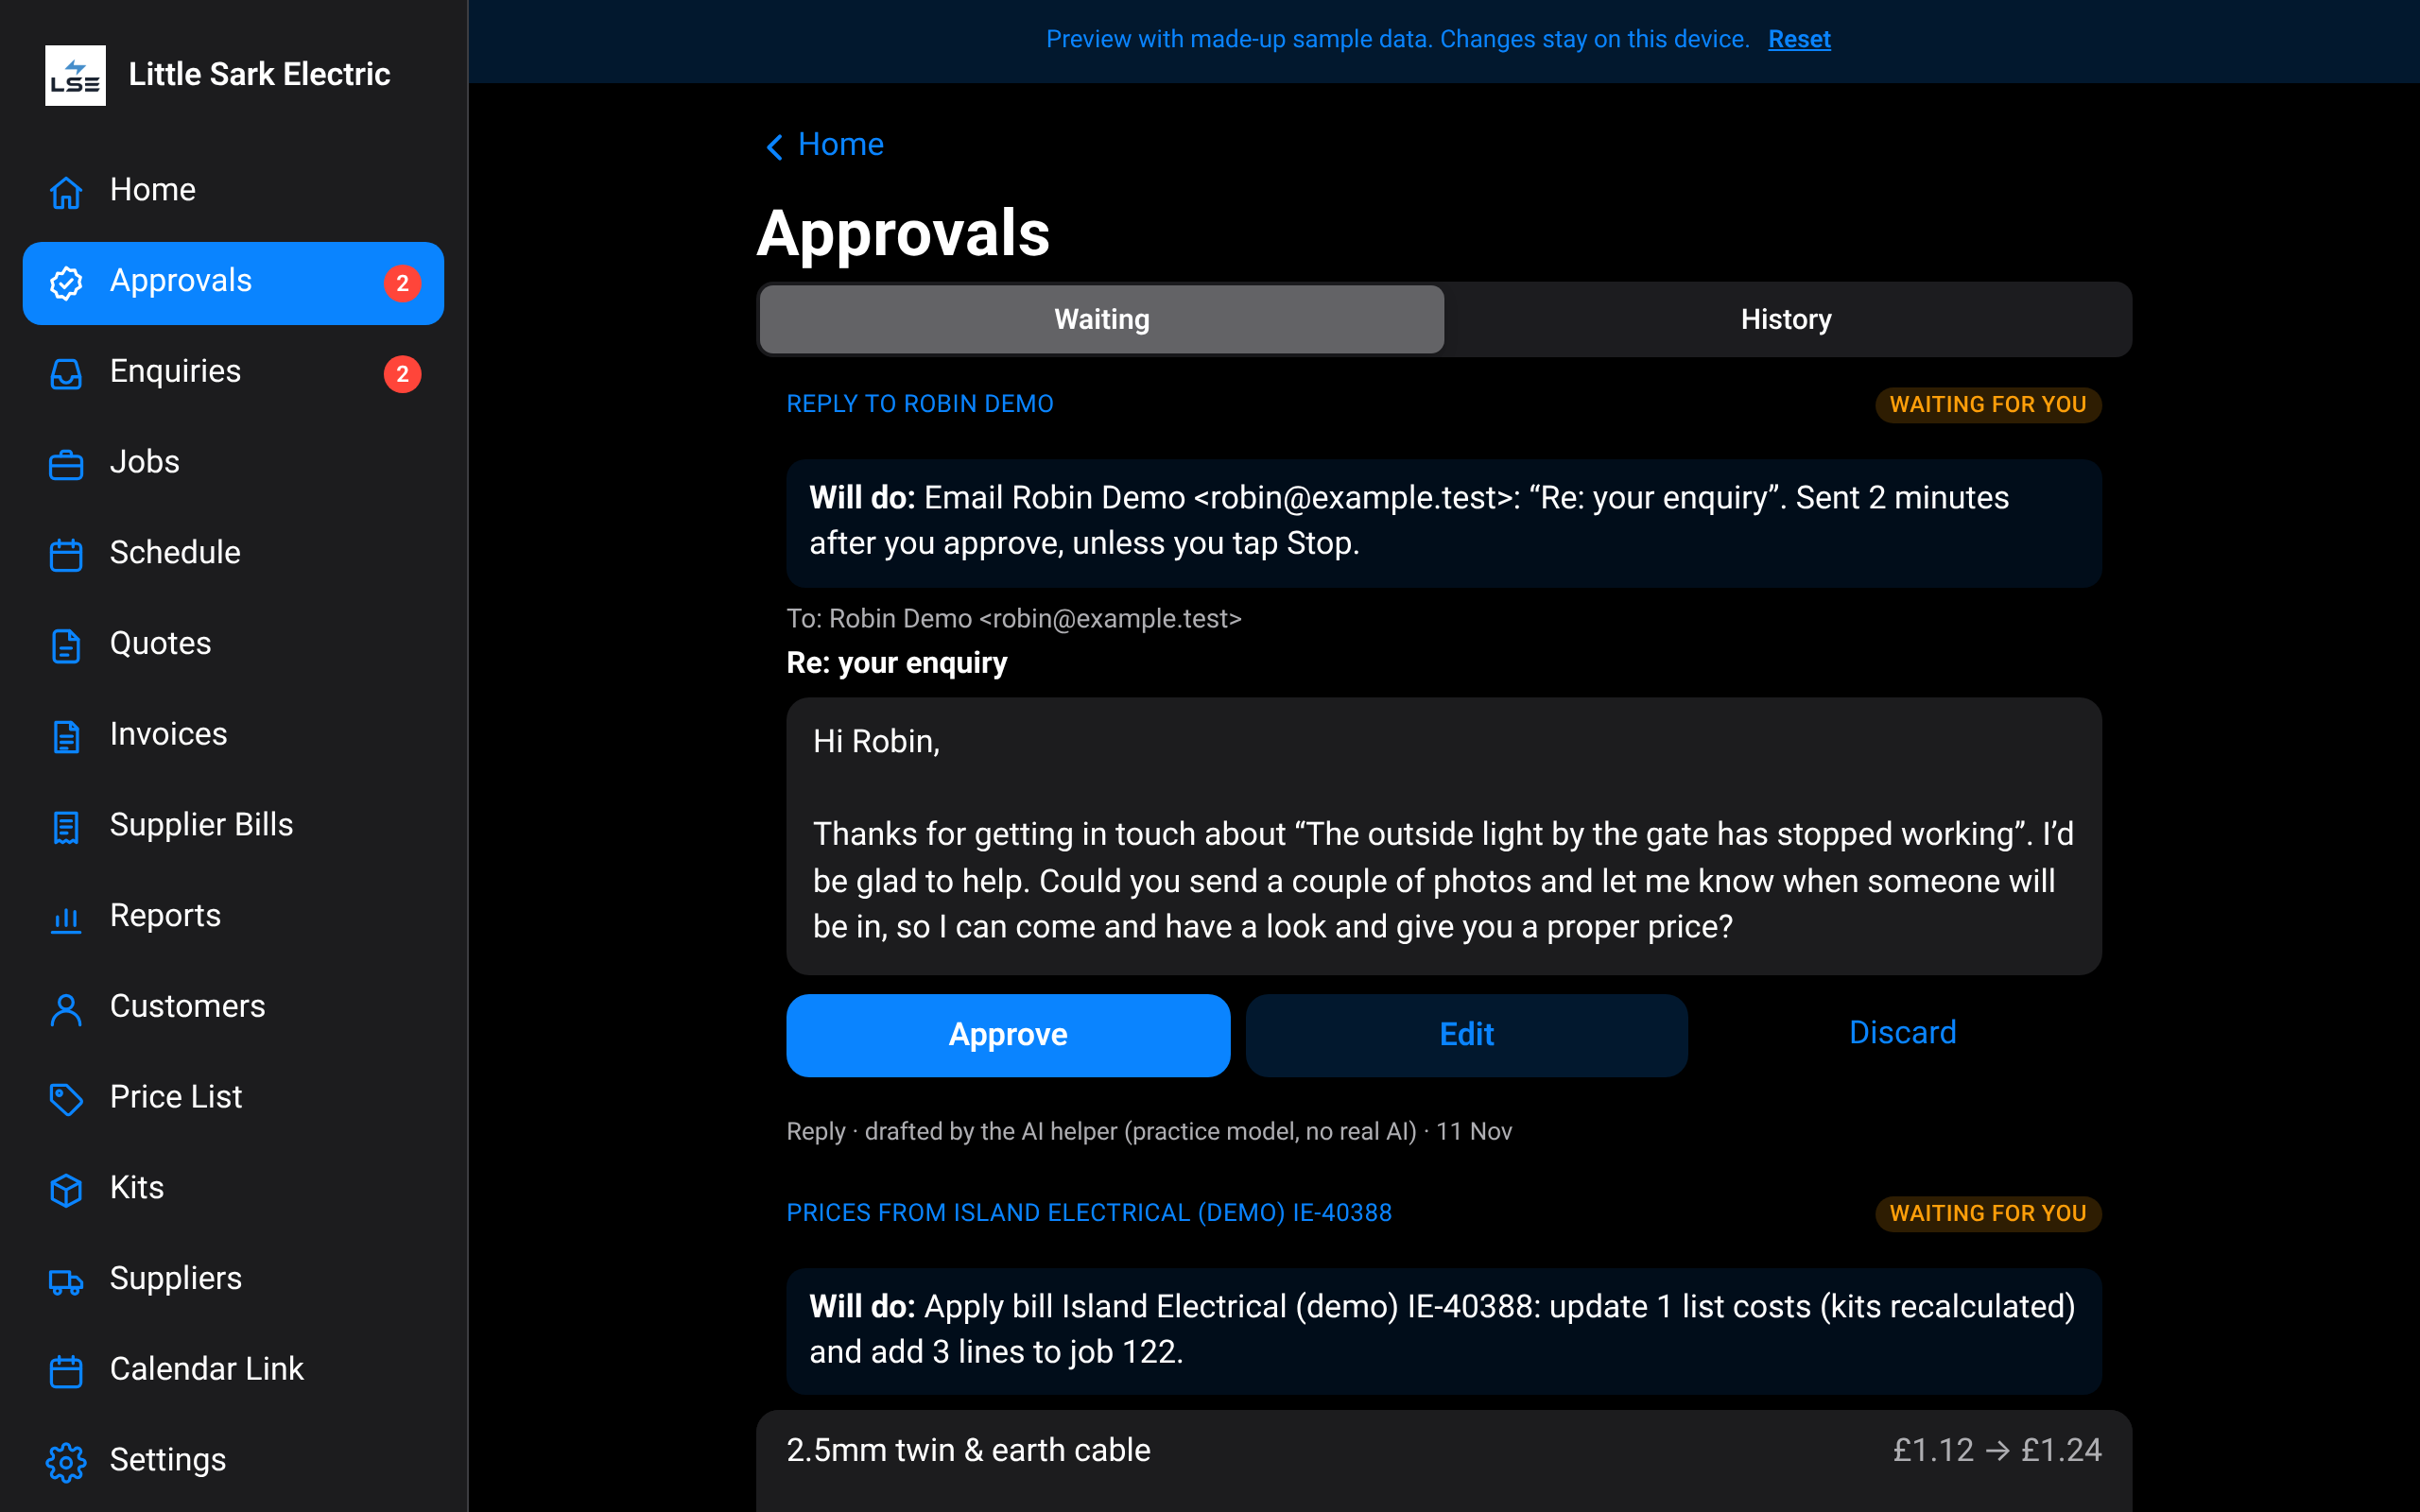 Preview with made-up sample data. Changes stay on this device. Reset
LSE
Little Sark Electric
Home
Approvals 2
Enquiries 2
Jobs
Schedule
Quotes
Invoices
Supplier Bills
Reports
Customers
Price List
Kits
Suppliers
Calendar Link
Settings
Home
Approvals
Waiting
History
REPLY TO ROBIN DEMO
WAITING FOR YOU
Will do: Email Robin Demo <robin@example.test>: “Re: your enquiry”. Sent 2 minutes
after you approve, unless you tap Stop.
To: Robin Demo <robin@example.test>
Re: your enquiry
Hi Robin,
Thanks for getting in touch about “The outside light by the gate has stopped working”. I’d
be glad to help. Could you send a couple of photos and let me know when someone will
be in, so I can come and have a look and give you a proper price?
Approve
Edit
Discard
Reply · drafted by the AI helper (practice model, no real AI) · 11 Nov
PRICES FROM ISLAND ELECTRICAL (DEMO) IE-40388
WAITING FOR YOU
Will do: Apply bill Island Electrical (demo) IE-40388: update 1 list costs (kits recalculated)
and add 3 lines to job 122.
2.5mm twin & earth cable
£1.12 → £1.24